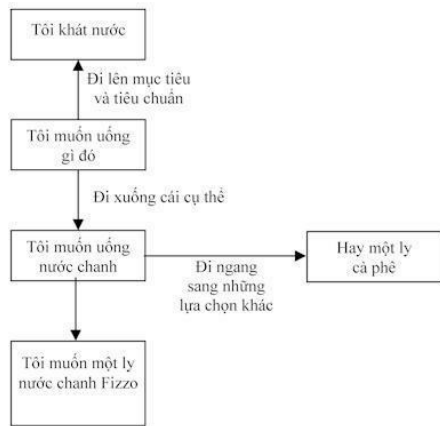 Tôi khát nước
Đi lên mục tiêu
và tiêu chuẩn
Tôi muốn uống
gì đó
Đi xuống cái cụ thể
Tôi muốn uống
nước chanh
Đi ngang
sang những
lựa chọn khác
Hay một ly
cà phê
Tôi muốn một ly
nước chanh Fizzo